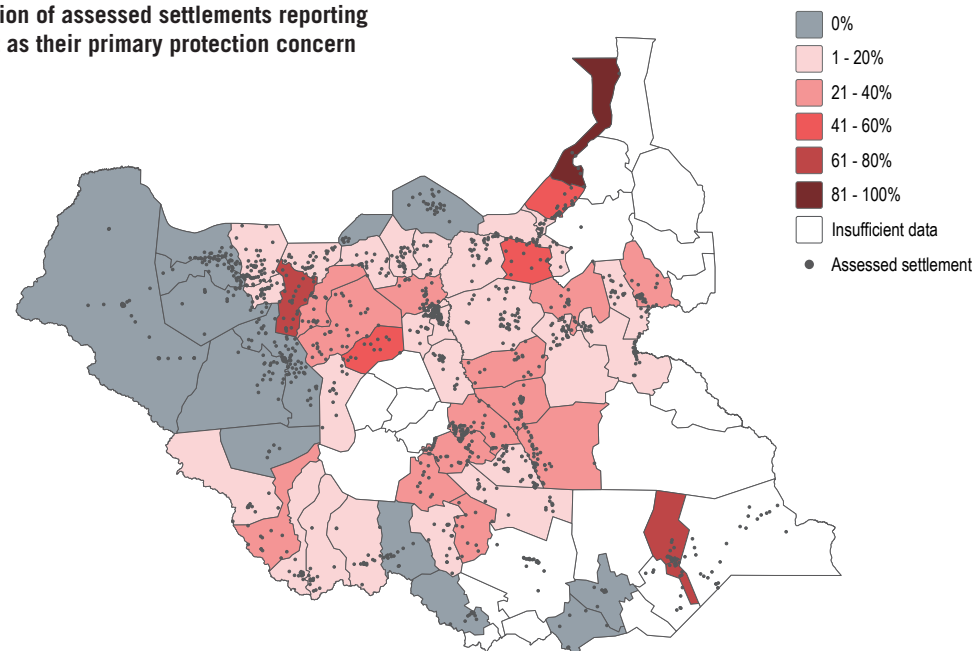 ion of assessed settlements reporting
as their primary protection concern
0%
1 - 20%
21 - 40%
41 - 60%
61 - 80%
81 - 100%
Insufficient data
Assessed settlement